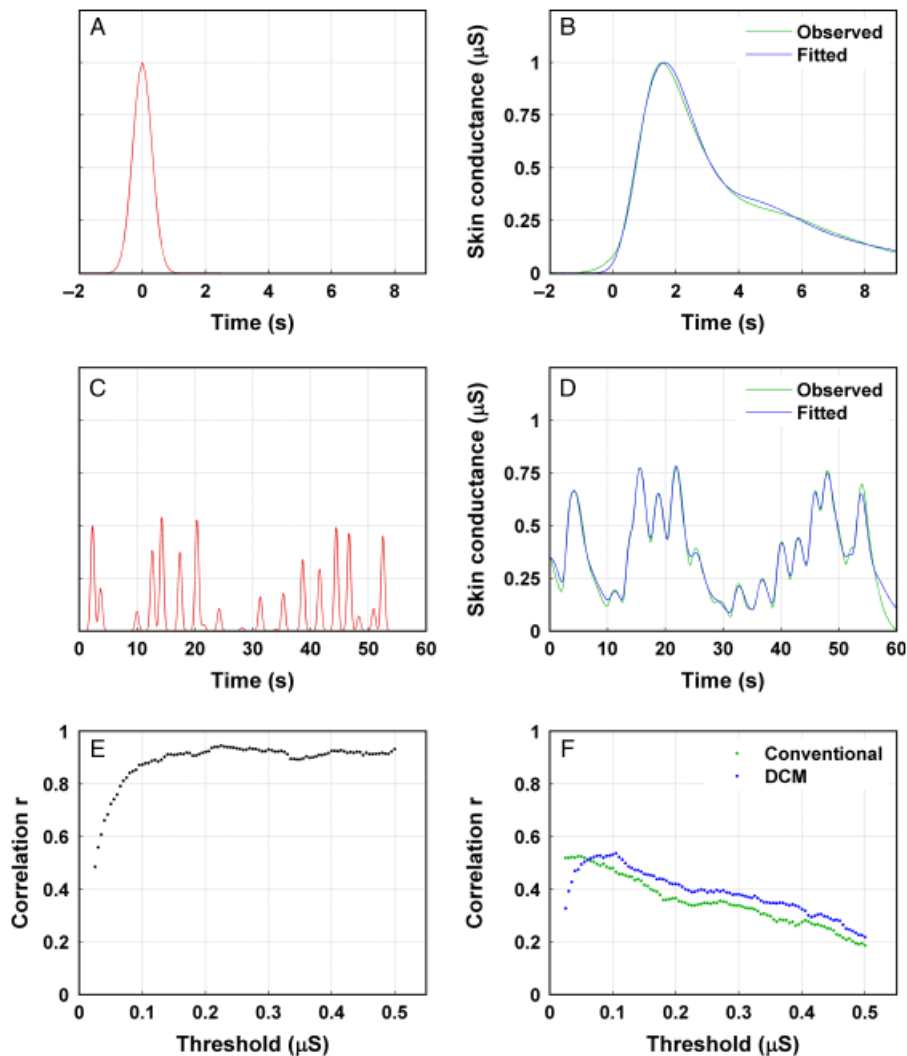 A
−2 0 2 4 6 8
Time (s)
B
Skin conductance (µS)
Observed
Fitted
1
0.75
0.5
0.25
0
−2 0 2 4 6 8
Time (s)
C
0 10 20 30 40 50 60
Time (s)
D
Skin conductance (µS)
Observed
Fitted
1
0.75
0.5
0.25
0
0 10 20 30 40 50 60
Time (s)
E
Correlation r
1
0.8
0.6
0.4
0.2
0
0 0.1 0.2 0.3 0.4 0.5
Threshold (µS)
F
Correlation r
Conventional
DCM
1
0.8
0.6
0.4
0.2
0
0 0.1 0.2 0.3 0.4 0.5
Threshold (µS)